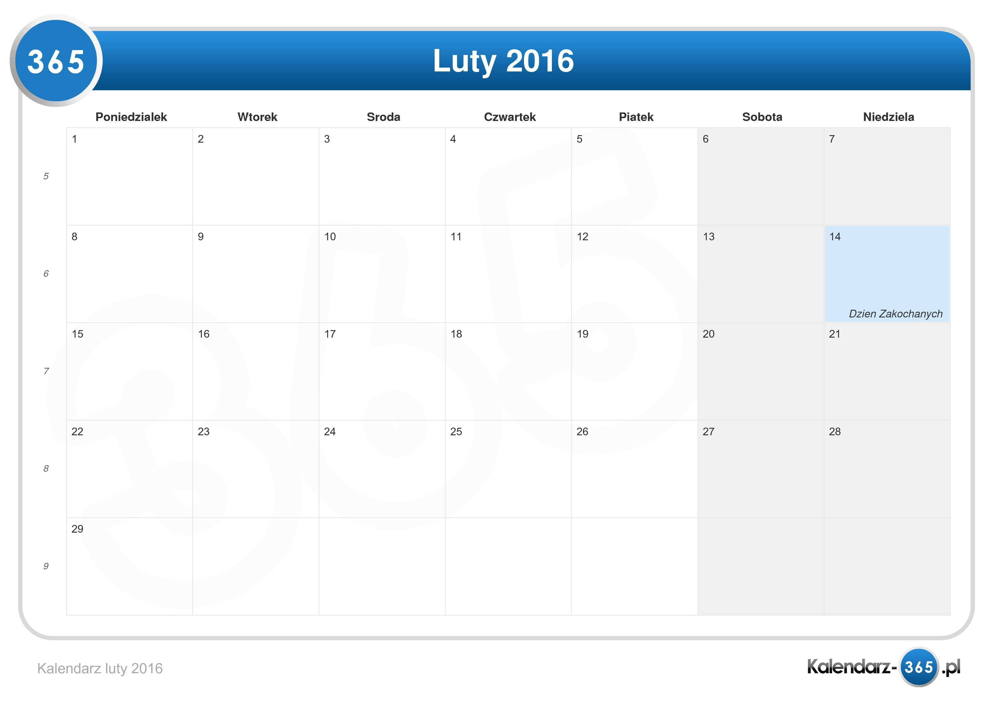 365
Luty 2016
Poniedzialek Wtorek Sroda Czwartek Piatek Sobota Niedziela
1 2 3 4 5 6 7
5
8 9 10 11 12 13 14
6
Dzien Zakochanych
15 16 17 18 19 20 21
7
22 23 24 25 26 27 28
8
29
9
Kalendarz luty 2016
Kalendarz-365.pl